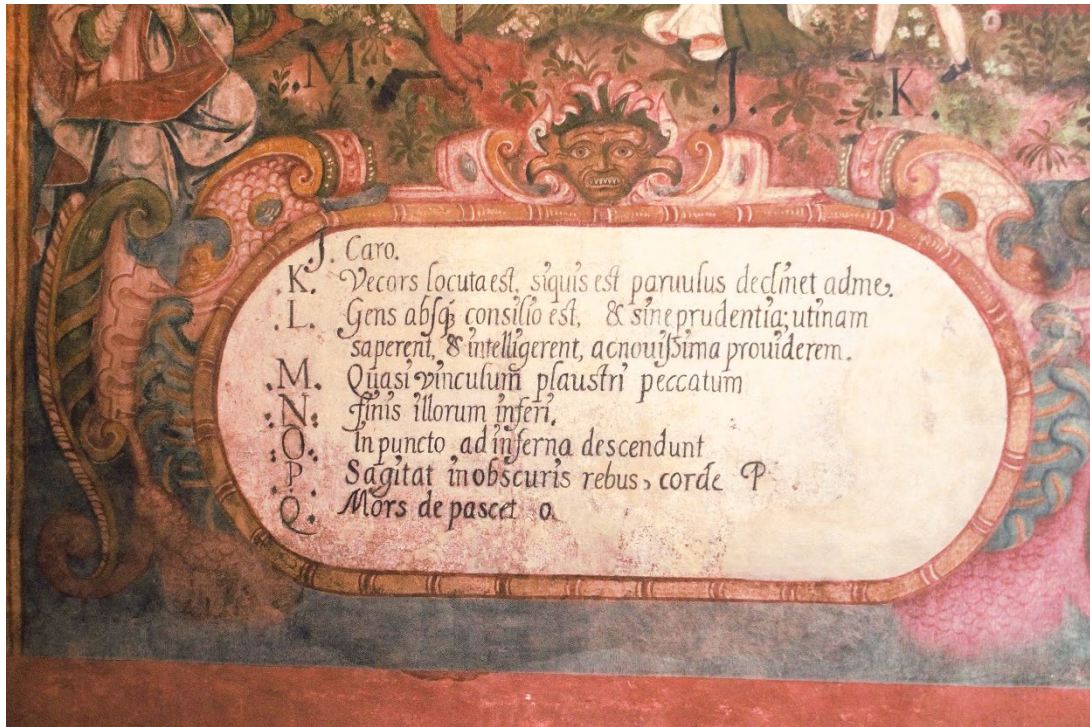 .M.
.J. .K.
J. Caro.
.K. Vecors locuta est, siquis est paruulus declinet adme.
.L. Gens absq; consilio est, & sine prudentia; utinam
saperent, & intelligerent, acnouissima prouiderem.
.M. Quasi vinculum plaustri peccatum
.N. finis illorum inferi.
.O. In puncto ad inferna descendunt
.P. Sagitat inobscuris rebus, corde P
Q. Mors de pascet o.